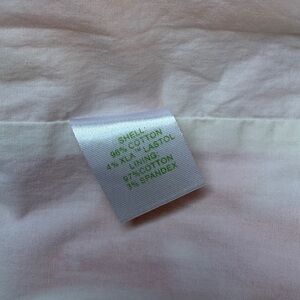 SHELL:
96% COTTON
4% XLA™ LASTOL
LINING:
97%COTTON
3% SPANDEX